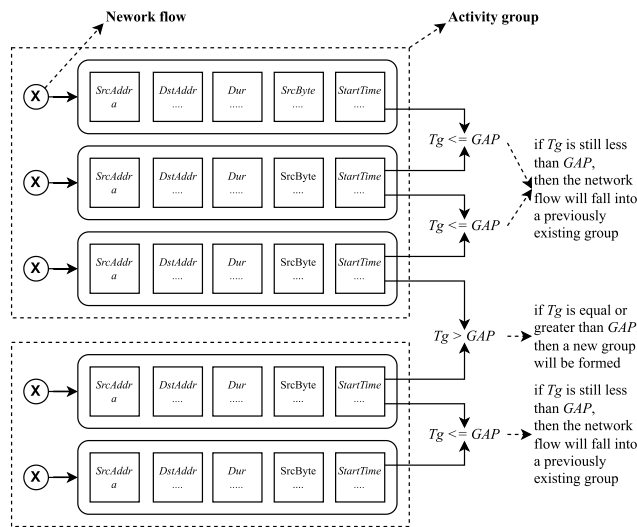 Nework flow
Activity group
X
SrcAddr
a
DstAddr
....
Dur
.....
SrcByte
....
StartTime
....
Tg <= GAP
X
SrcAddr
a
DstAddr
....
Dur
.....
SrcByte
....
StartTime
....
if Tg is still less
than GAP,
then the network
flow will fall into
a previously
existing group
Tg <= GAP
X
SrcAddr
a
DstAddr
....
Dur
.....
SrcByte
....
StartTime
....
Tg > GAP
if Tg is equal or
greater than GAP
then a new group
will be formed
X
SrcAddr
a
DstAddr
....
Dur
.....
SrcByte
....
StartTime
.....
Tg <= GAP
if Tg is still less
than GAP,
then the network
flow will fall into
a previously
existing group
X
SrcAddr
a
DstAddr
....
Dur
.....
SrcByte
....
StartTime
....